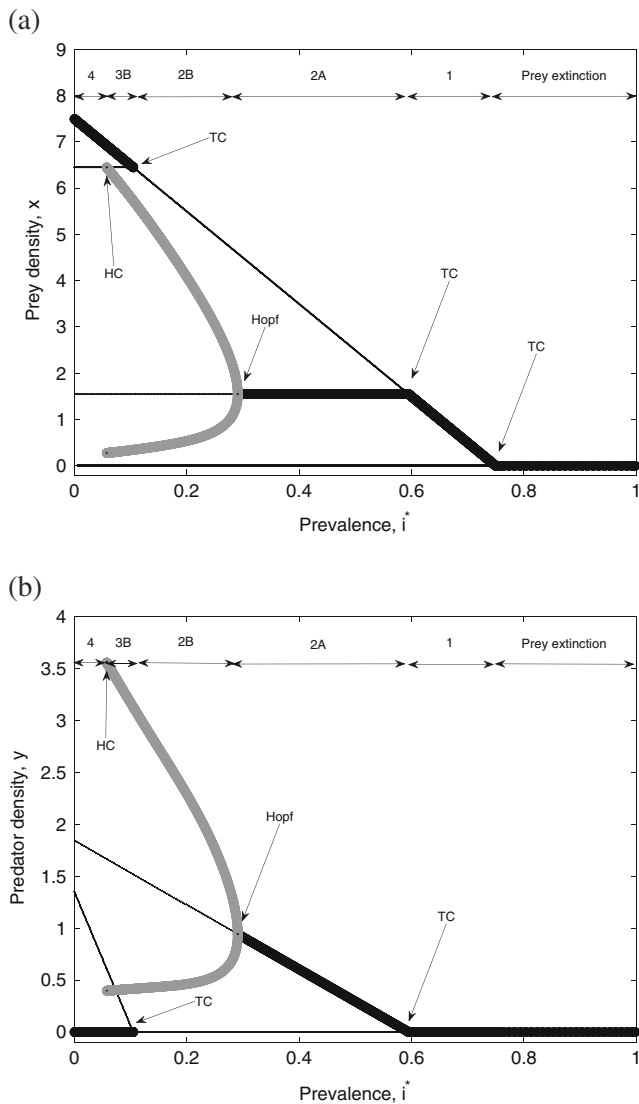 (a)
9
8
7
6
5
4
3
2
1
0
Prey density, x
4
3B
2B
2A
1
Prey extinction
TC
HC
Hopf
TC
TC
0
0.2
0.4
0.6
0.8
1
Prevalence, i*
(b)
4
3.5
3
2.5
2
1.5
1
0.5
0
Predator density, y
4
3B
2B
2A
1
Prey extinction
HC
Hopf
TC
TC
0
0.2
0.4
0.6
0.8
1
Prevalence, i*